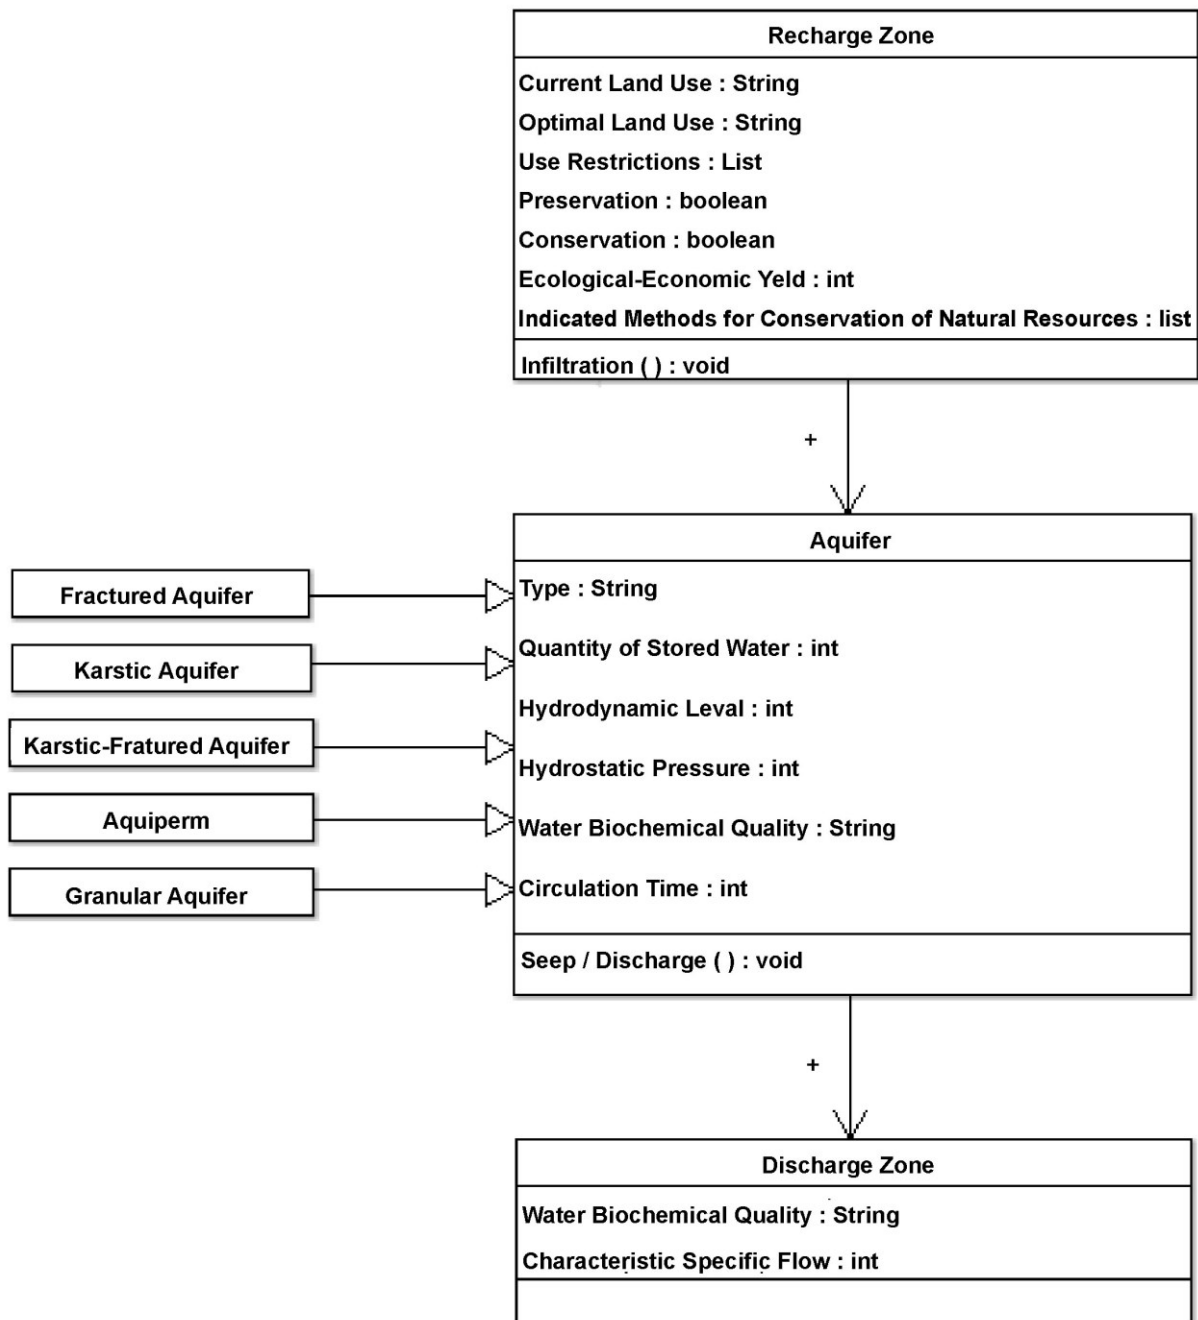 Recharge Zone
Current Land Use : String
Optimal Land Use : String
Use Restrictions : List
Preservation : boolean
Conservation : boolean
Ecological-Economic Yeld : int
Indicated Methods for Conservation of Natural Resources : list
Infiltration ( ) : void
+
Aquifer
Type : String
Quantity of Stored Water : int
Hydrodynamic Leval : int
Hydrostatic Pressure : int
Water Biochemical Quality : String
Circulation Time : int
Seep / Discharge ( ) : void
Fractured Aquifer
Karstic Aquifer
Karstic-Fratured Aquifer
Aquiperm
Granular Aquifer
+
Discharge Zone
Water Biochemical Quality : String
Characteristic Specific Flow : int